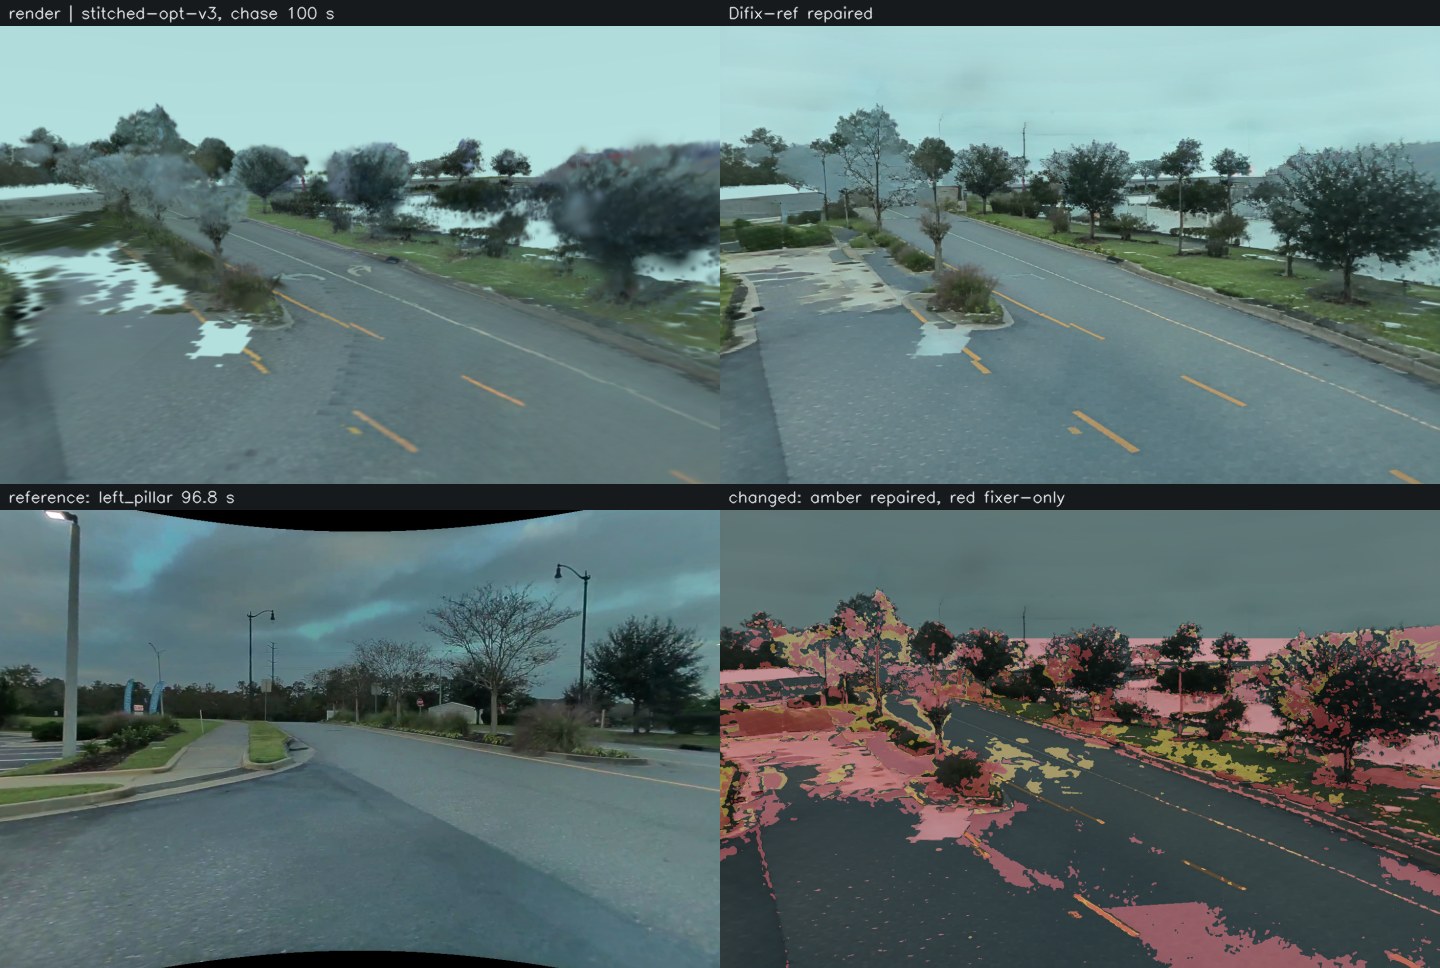 render | stitched-opt-v3, chase 100 s
Difix-ref repaired
reference: left_pillar 96.8 s
changed: amber repaired, red fixer-only